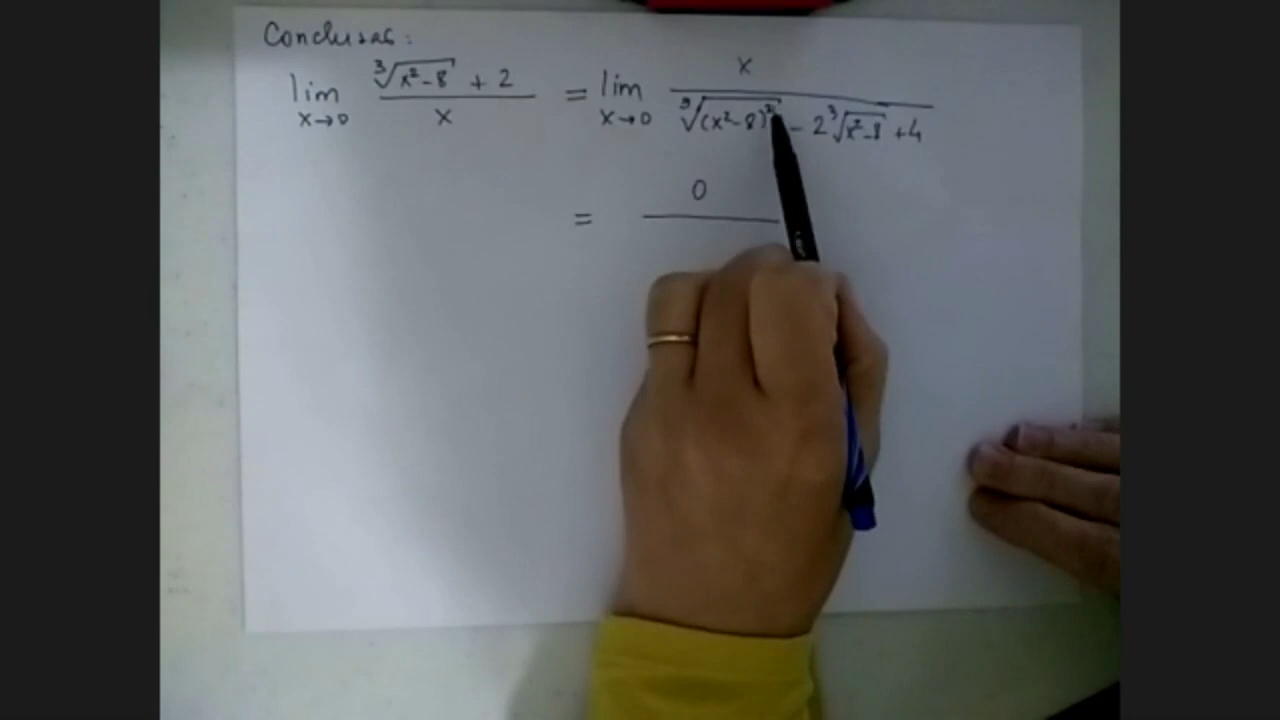 Conclusão:
lim x→0 (∛(x²-8) + 2) / x = lim x→0 x / (∛(x²-8)² - 2∛(x²-8) + 4)
= 0